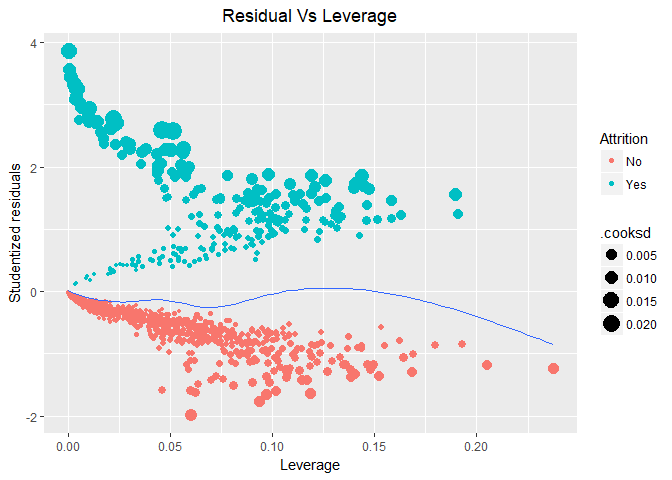 Residual Vs Leverage
Studentized residuals
4
2
0
-2
0.00 0.05 0.10 0.15 0.20
Leverage
Attrition
No
Yes
.cooksd
0.005
0.010
0.015
0.020